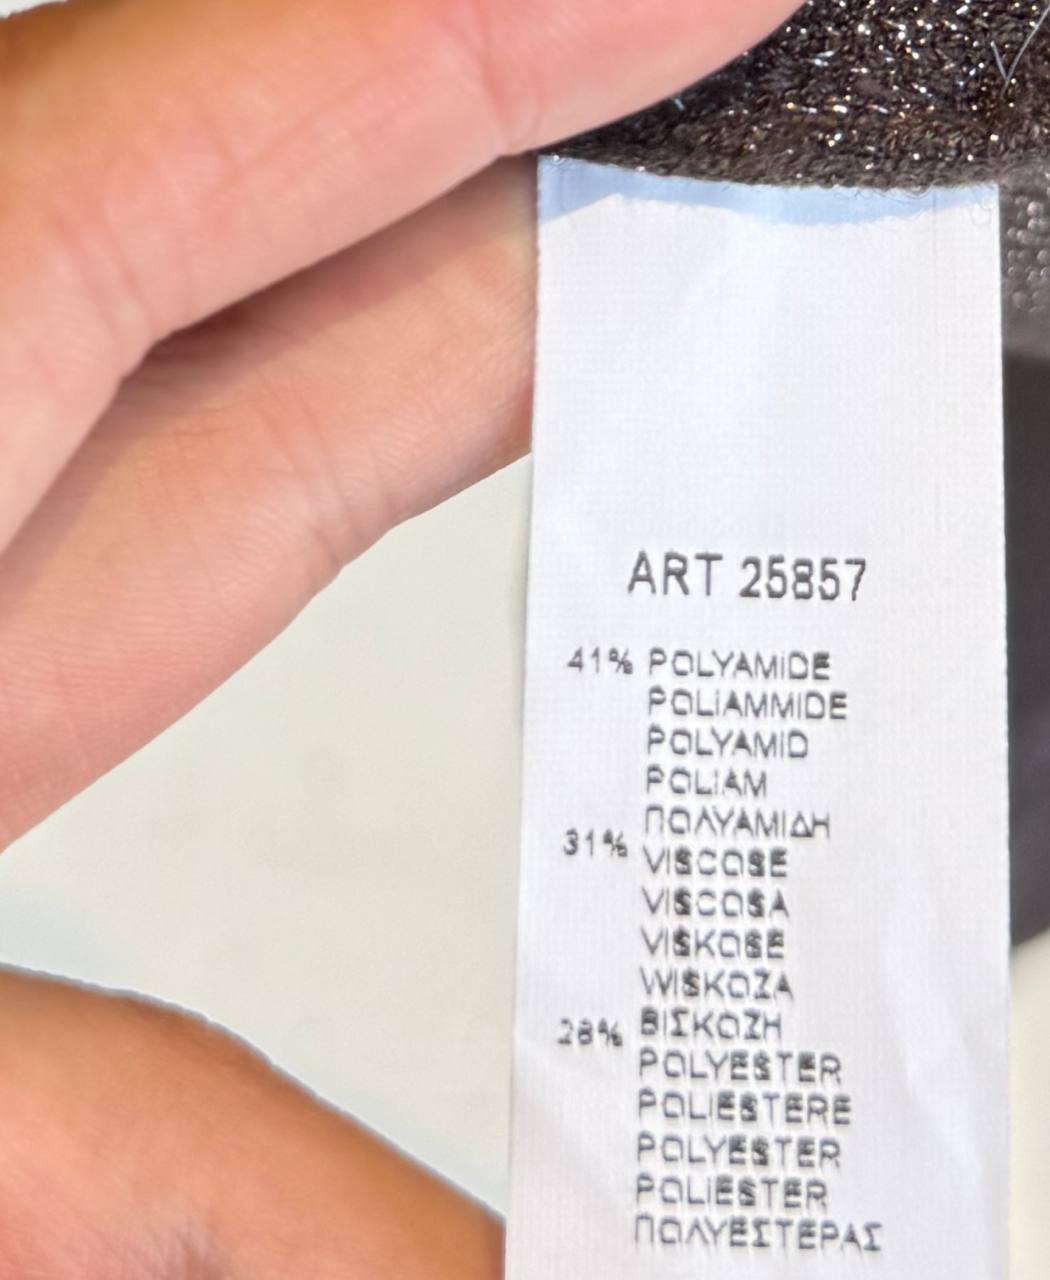 ART 25857
41% POLYAMIDE
POLIAMMIDE
POLYAMID
POLIAM
ΠΟΛΥΑΜΙΔΗ
31% VISCOSE
VISCOSA
VISKOSE
WISKOZA
ΒΙΣΚΟΖΗ
28% POLYESTER
POLIESTERE
POLYESTER
POLIESTER
ΠΟΛΥΕΣΤΕΡΑΣ